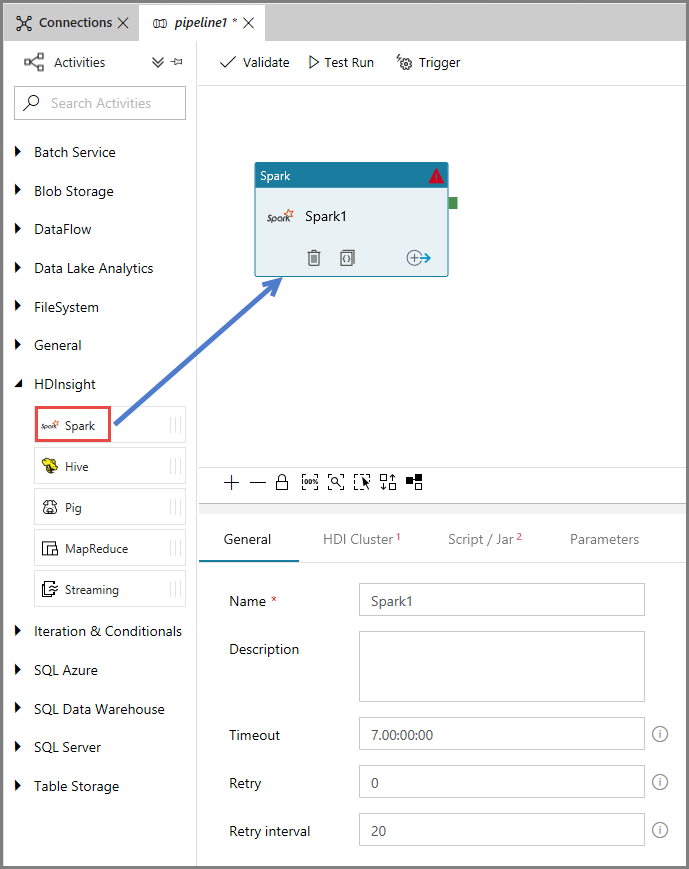 Connections
pipeline1 *
Activities
Validate
Test Run
Trigger
Search Activities
Batch Service
Blob Storage
DataFlow
Data Lake Analytics
FileSystem
General
HDInsight
Spark Spark
Hive
Pig
MapReduce
Streaming
Iteration & Conditionals
SQL Azure
SQL Data Warehouse
SQL Server
Table Storage
Spark
Spark Spark1
100%
General
HDI Cluster 1
Script / Jar 2
Parameters
Name * Spark1
Description
Timeout 7.00:00:00
Retry 0
Retry interval 20